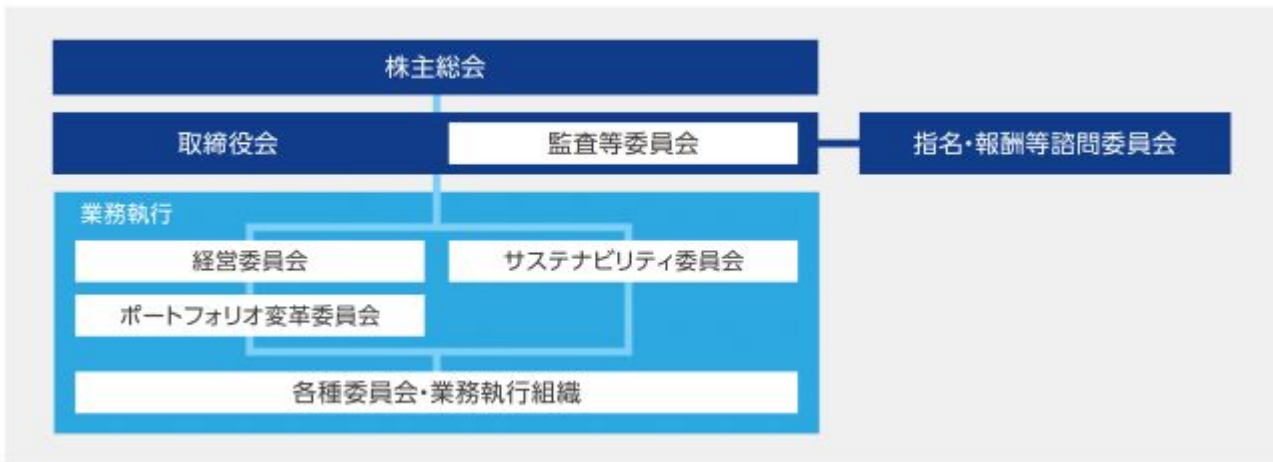 株主総会
取締役会
監査等委員会
指名・報酬等諮問委員会
業務執行
経営委員会
サステナビリティ委員会
ポートフォリオ変革委員会
各種委員会・業務執行組織